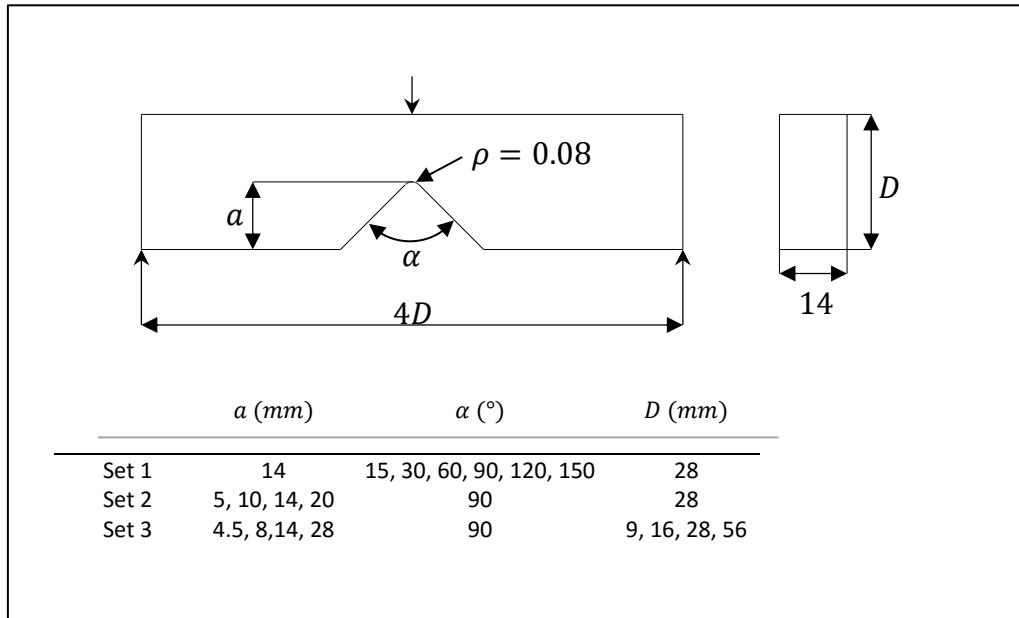 ρ = 0.08
a
α
D
4D
14
a (mm) α (°) D (mm)
Set 1 14 15, 30, 60, 90, 120, 150 28
Set 2 5, 10, 14, 20 90 28
Set 3 4.5, 8,14, 28 90 9, 16, 28, 56